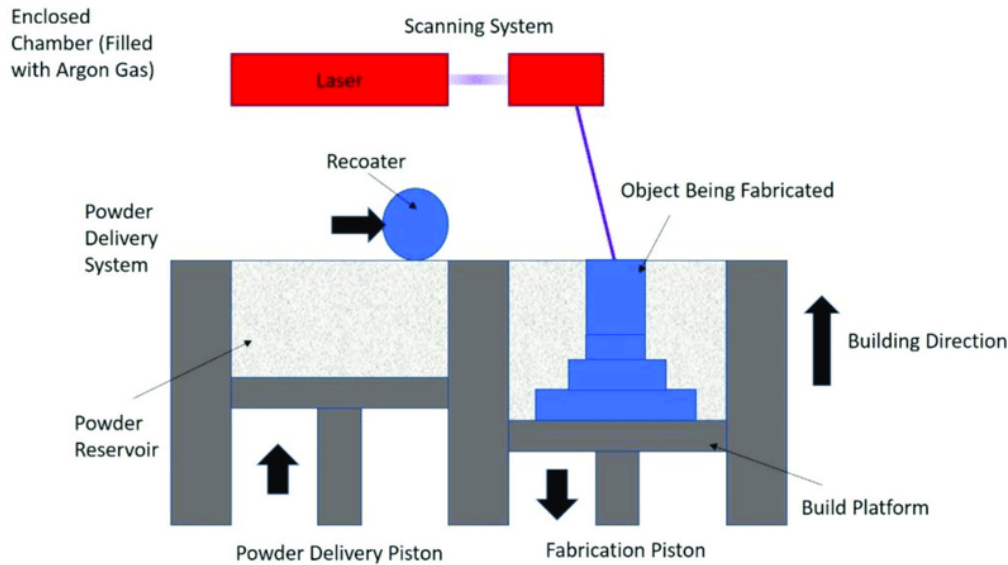 Enclosed
Chamber (Filled
with Argon Gas)
Scanning System
Laser
Recoater
Object Being Fabricated
Powder
Delivery
System
Building Direction
Powder
Reservoir
Build Platform
Powder Delivery Piston
Fabrication Piston